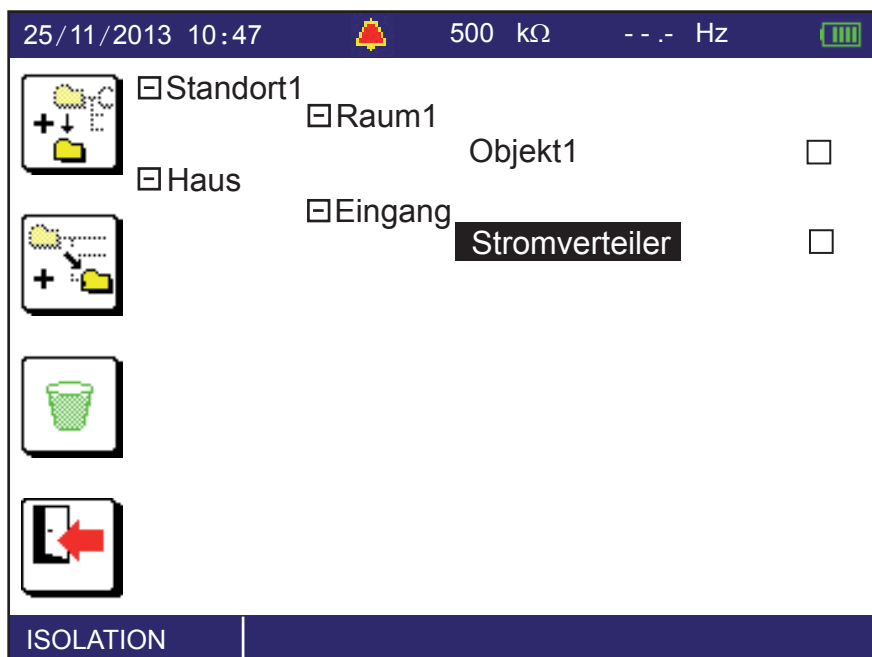 25/11/2013 10:47 500 kΩ - - .- Hz
Standort1
Raum1
Objekt1
Haus
Eingang
Stromverteiler
ISOLATION